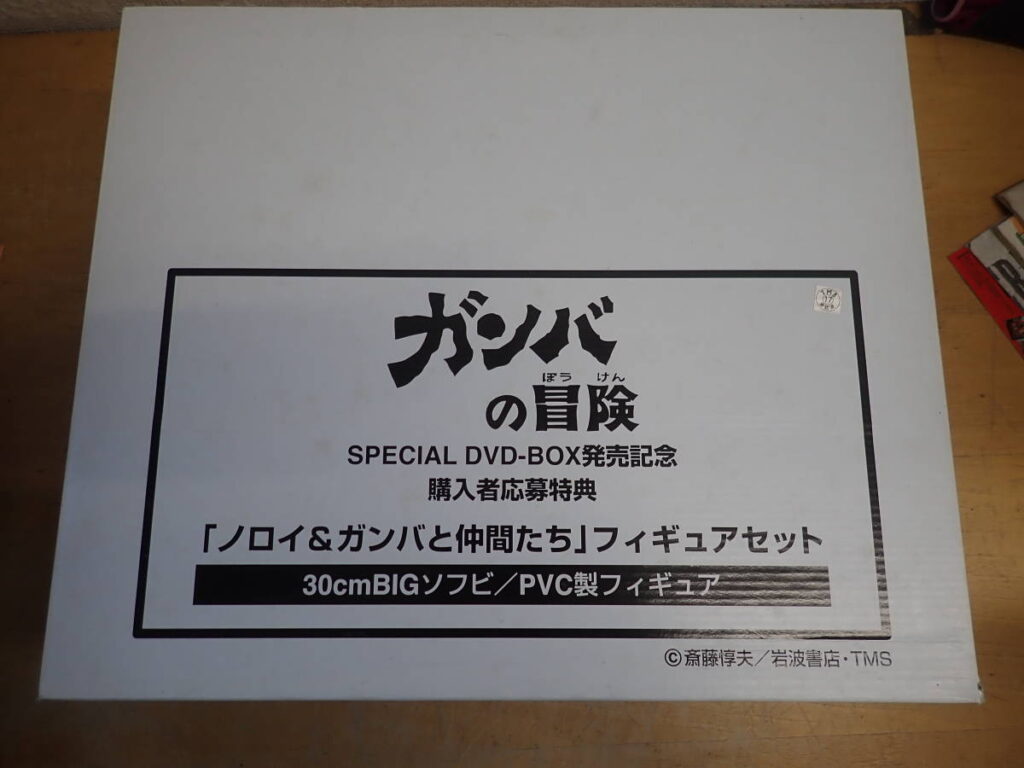 ガンバ
の冒険
ぼう けん
SPECIAL DVD-BOX発売記念
購入者応募特典
「ノロイ&ガンバと仲間たち」フィギュアセット
30cmBIGソフビ/PVC製フィギュア
©斎藤惇夫/岩波書店・TMS